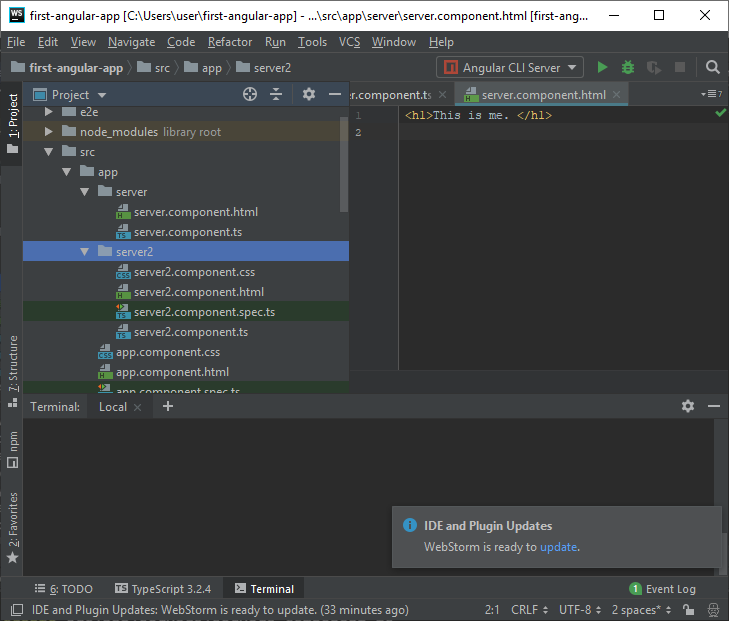 WS first-angular-app [C:\Users\user\first-angular-app] - ...\src\app\server\server.component.html [first-ang...
File Edit View Navigate Code Refactor Run Tools VCS Window Help
first-angular-app src app server2 Angular CLI Server
1: Project
Project
r.component.ts server.component.html 7
e2e
node_modules library root
src
app
server
server.component.html
server.component.ts
server2
server2.component.css
server2.component.html
server2.component.spec.ts
server2.component.ts
app.component.css
app.component.html
app.component.spec.ts
1 <h1>This is me. </h1>
2
7: Structure
npm
2: Favorites
Terminal: Local
IDE and Plugin Updates
WebStorm is ready to update.
6: TODO TypeScript 3.2.4 Terminal 1 Event Log
IDE and Plugin Updates: WebStorm is ready to update. (33 minutes ago) 2:1 CRLF UTF-8 2 spaces*